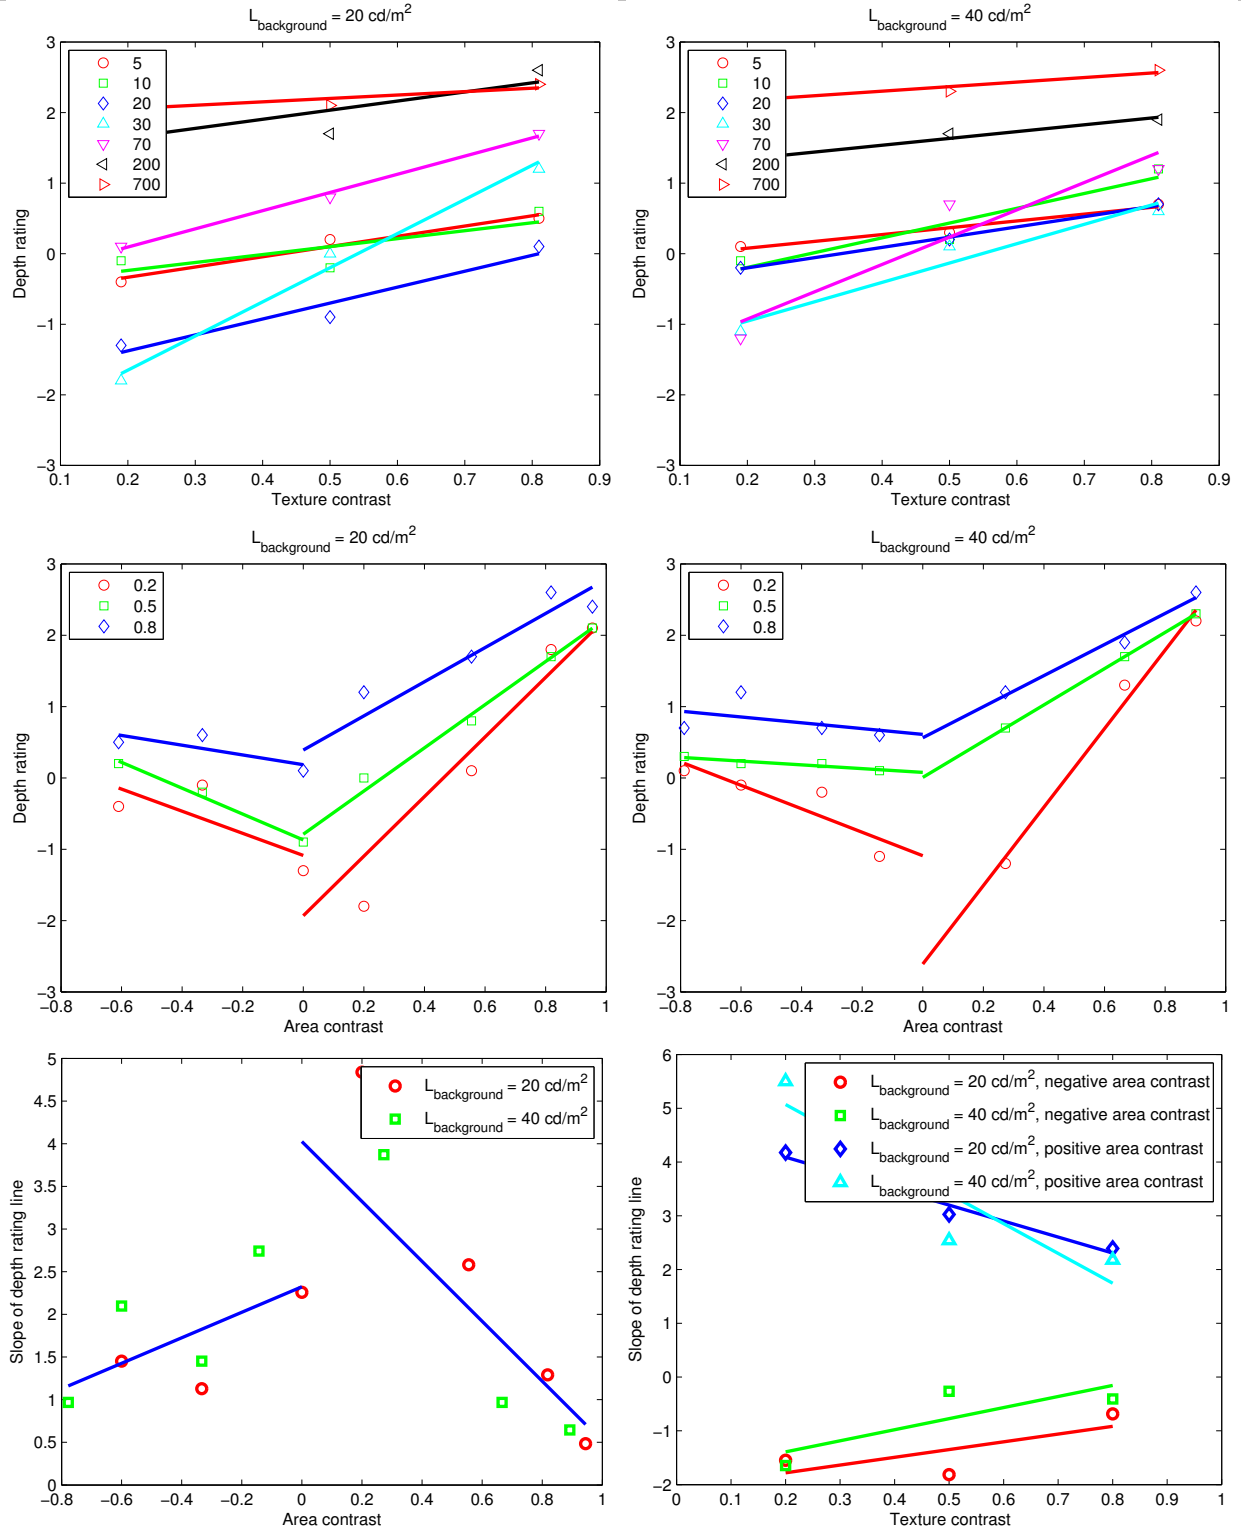 L_background = 20 cd/m^2
3
2
1
0
−1
−2
−3
Depth rating
5
10
20
30
70
200
700
0.1 0.2 0.3 0.4 0.5 0.6 0.7 0.8 0.9
Texture contrast
L_background = 40 cd/m^2
3
2
1
0
−1
−2
−3
Depth rating
5
10
20
30
70
200
700
0.1 0.2 0.3 0.4 0.5 0.6 0.7 0.8 0.9
Texture contrast
L_background = 20 cd/m^2
3
2
1
0
−1
−2
−3
Depth rating
0.2
0.5
0.8
−0.8 −0.6 −0.4 −0.2 0 0.2 0.4 0.6 0.8 1
Area contrast
L_background = 40 cd/m^2
3
2
1
0
−1
−2
−3
Depth rating
0.2
0.5
0.8
−0.8 −0.6 −0.4 −0.2 0 0.2 0.4 0.6 0.8 1
Area contrast
5
4.5
4
3.5
3
2.5
2
1.5
1
0.5
0
Slope of depth rating line
L_background = 20 cd/m^2
L_background = 40 cd/m^2
−0.8 −0.6 −0.4 −0.2 0 0.2 0.4 0.6 0.8 1
Area contrast
6
5
4
3
2
1
0
−1
−2
Slope of depth rating line
L_background = 20 cd/m^2, negative area contrast
L_background = 40 cd/m^2, negative area contrast
L_background = 20 cd/m^2, positive area contrast
L_background = 40 cd/m^2, positive area contrast
0 0.1 0.2 0.3 0.4 0.5 0.6 0.7 0.8 0.9 1
Texture contrast